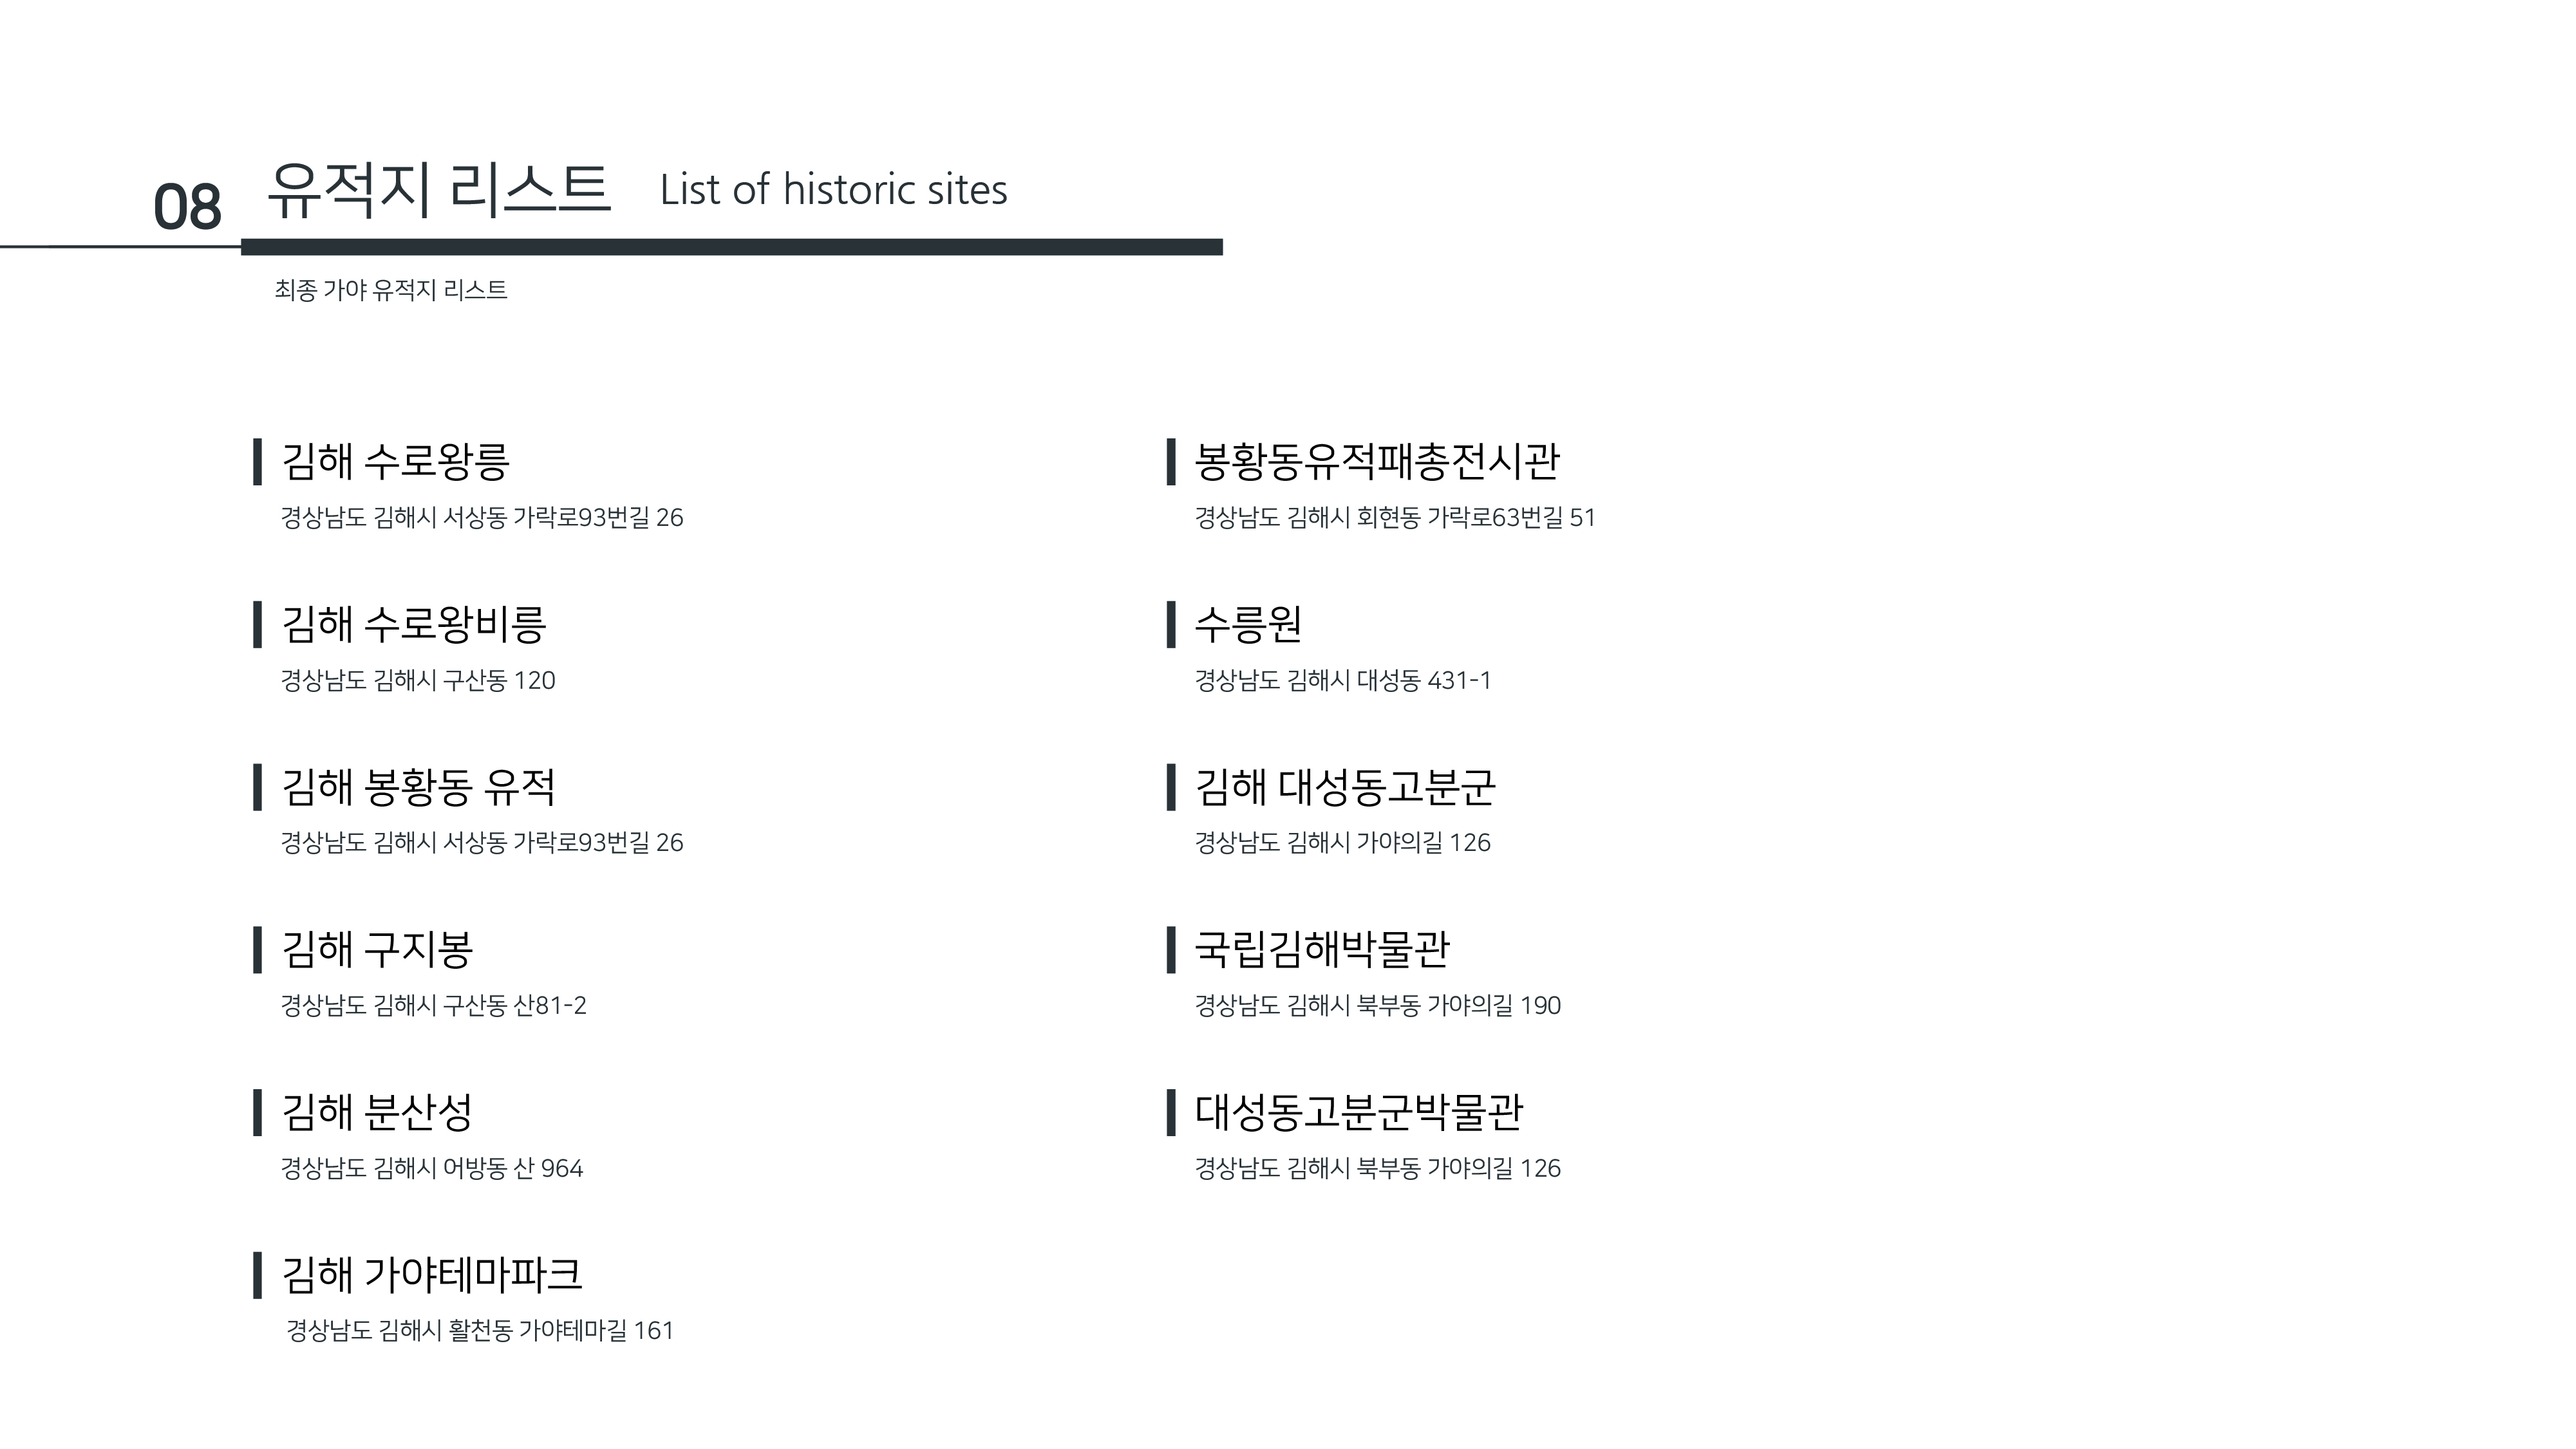 08
유적지 리스트 List of historic sites
최종 가야 유적지 리스트
김해 수로왕릉
경상남도 김해시 서상동 가락로93번길 26
김해 수로왕비릉
경상남도 김해시 구산동 120
김해 봉황동 유적
경상남도 김해시 서상동 가락로93번길 26
김해 구지봉
경상남도 김해시 구산동 산81-2
김해 분산성
경상남도 김해시 어방동 산 964
김해 가야테마파크
경상남도 김해시 활천동 가야테마길 161
봉황동유적패총전시관
경상남도 김해시 회현동 가락로63번길 51
수릉원
경상남도 김해시 대성동 431-1
김해 대성동고분군
경상남도 김해시 가야의길 126
국립김해박물관
경상남도 김해시 북부동 가야의길 190
대성동고분군박물관
경상남도 김해시 북부동 가야의길 126